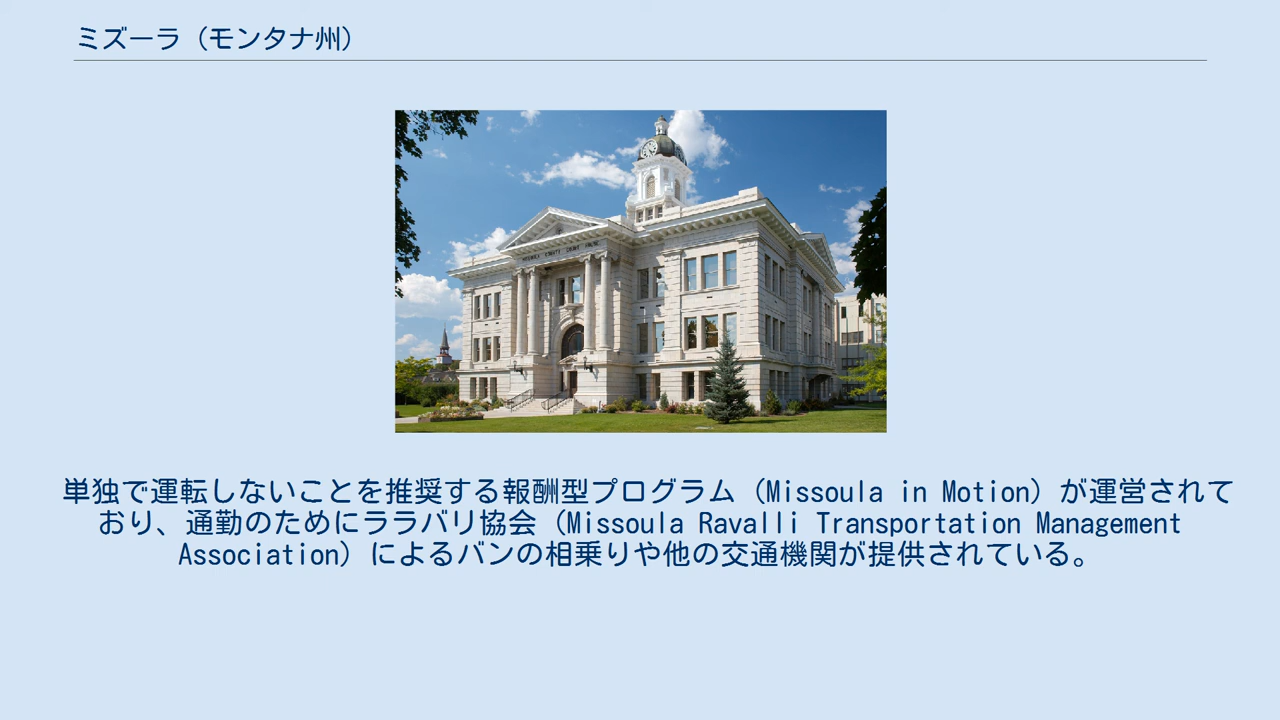 ミズーラ（モンタナ州）
MISSOULA COUNTY COURT HOUSE
単独で運転しないことを推奨する報酬型プログラム（Missoula in Motion）が運営されて
おり、通勤のためにララバリ協会（Missoula Ravalli Transportation Management
Association）によるバンの相乗りや他の交通機関が提供されている。